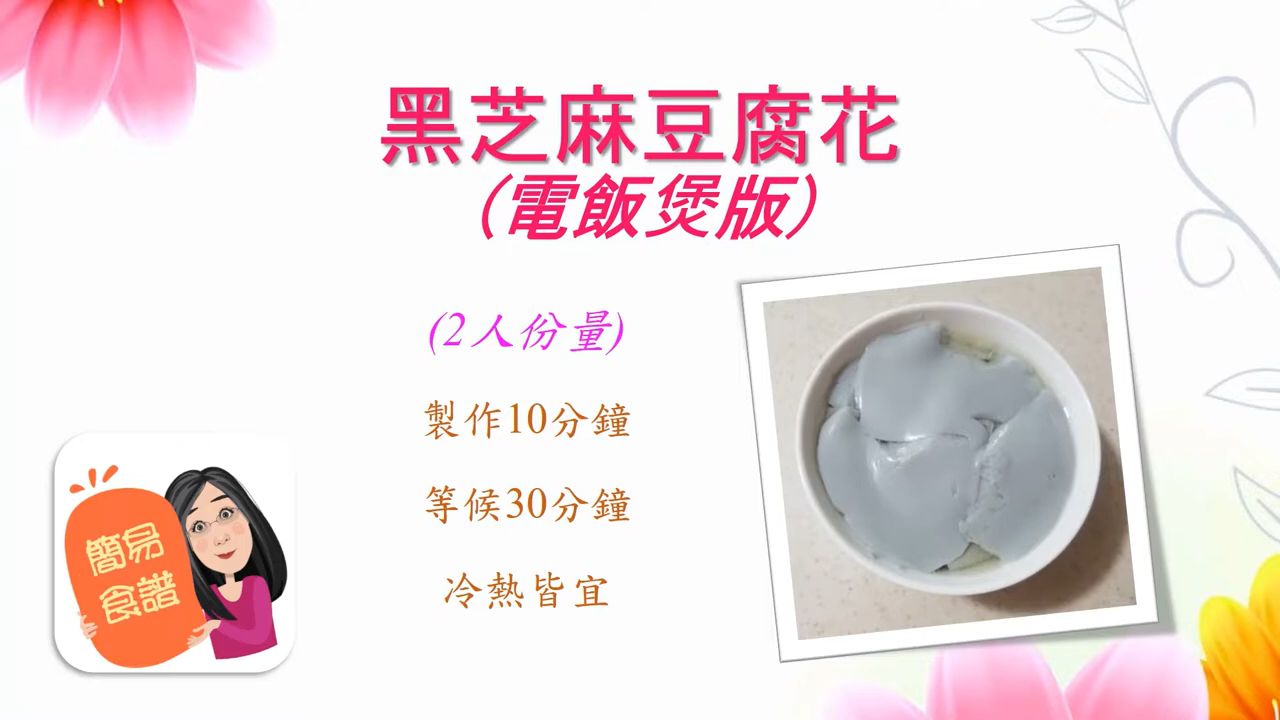 黑芝麻豆腐花
(電飯煲版)
(2人份量)
製作10分鐘
等候30分鐘
冷熱皆宜
簡易
食譜